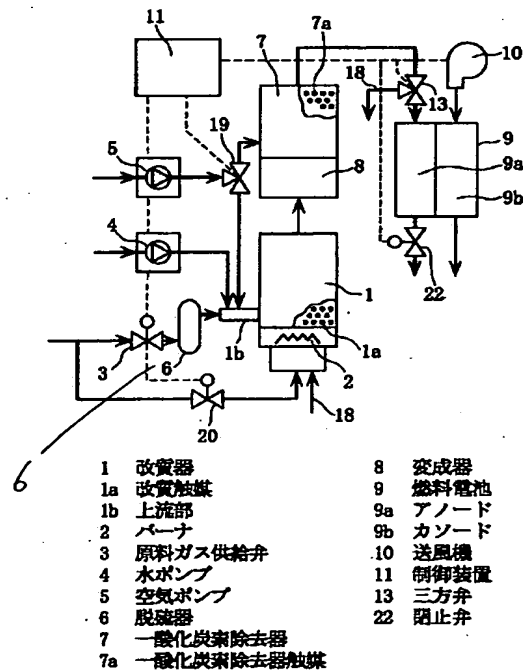 11
7
7a
10
18
13
5
19
8
9a
9
9b
4
22
1
1b
1a
3
6
2
20
18
6
1 改質器
1a 改質触媒
1b 上流部
2 バーナ
3 原料ガス供給弁
4 水ポンプ
5 空気ポンプ
6 脱硫器
7 一酸化炭素除去器
7a 一酸化炭素除去器触媒
8 変成器
9 燃料電池
9a アノード
9b カソード
10 送風機
11 制御装置
13 三方弁
22 閉止弁